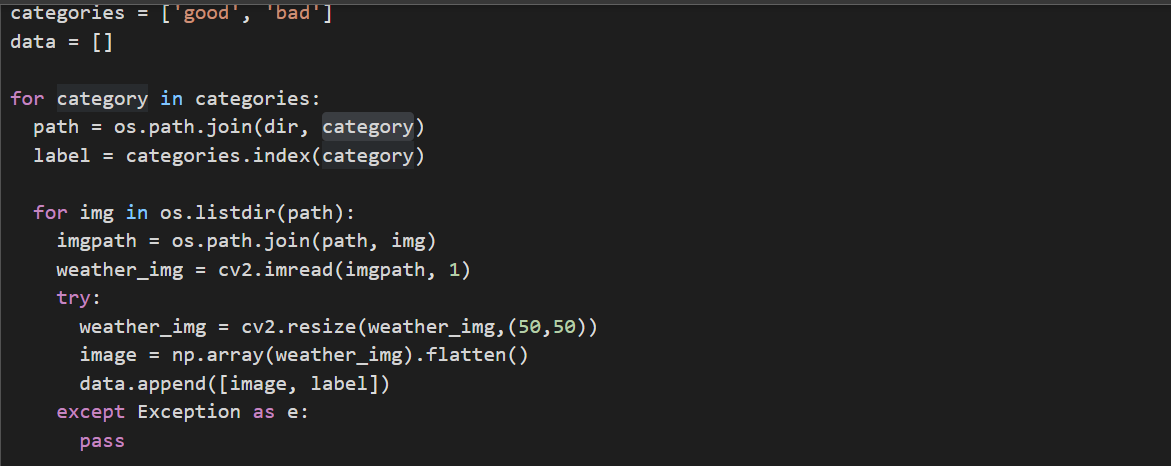 categories = ['good', 'bad']
data = []
for category in categories:
path = os.path.join(dir, category)
label = categories.index(category)
for img in os.listdir(path):
imgpath = os.path.join(path, img)
weather_img = cv2.imread(imgpath, 1)
try:
weather_img = cv2.resize(weather_img,(50,50))
image = np.array(weather_img).flatten()
data.append([image, label])
except Exception as e:
pass